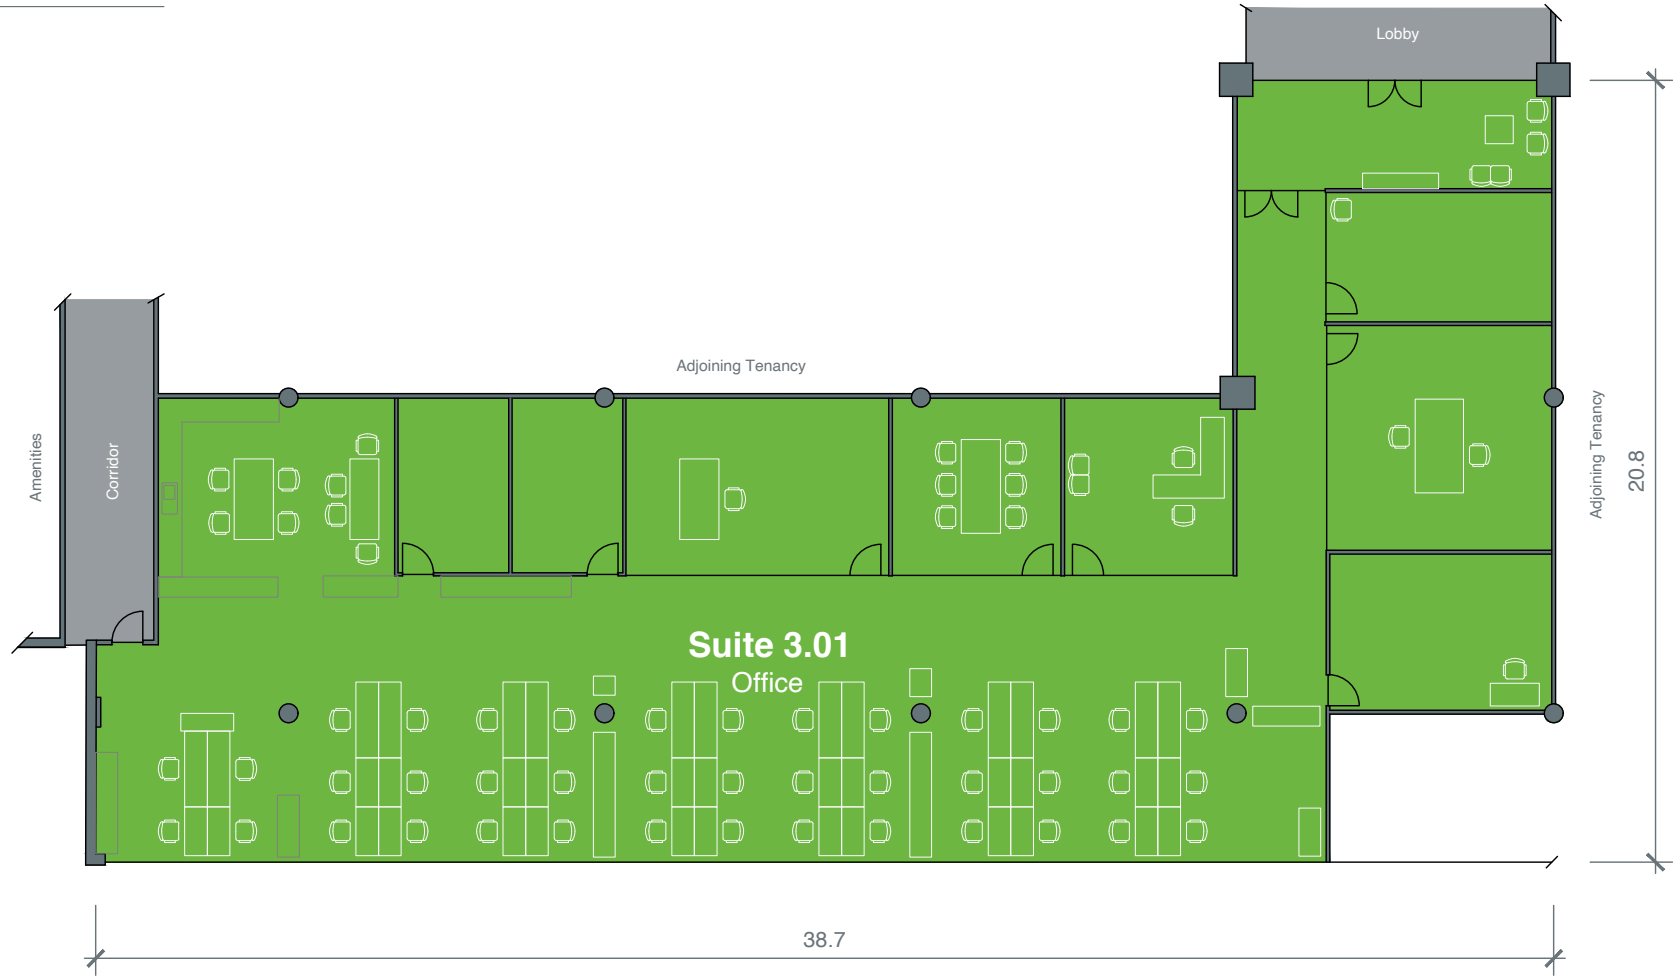 Lobby
Adjoining Tenancy
Amenities
Corridor
Adjoining Tenancy
20.8
Suite 3.01
Office
38.7